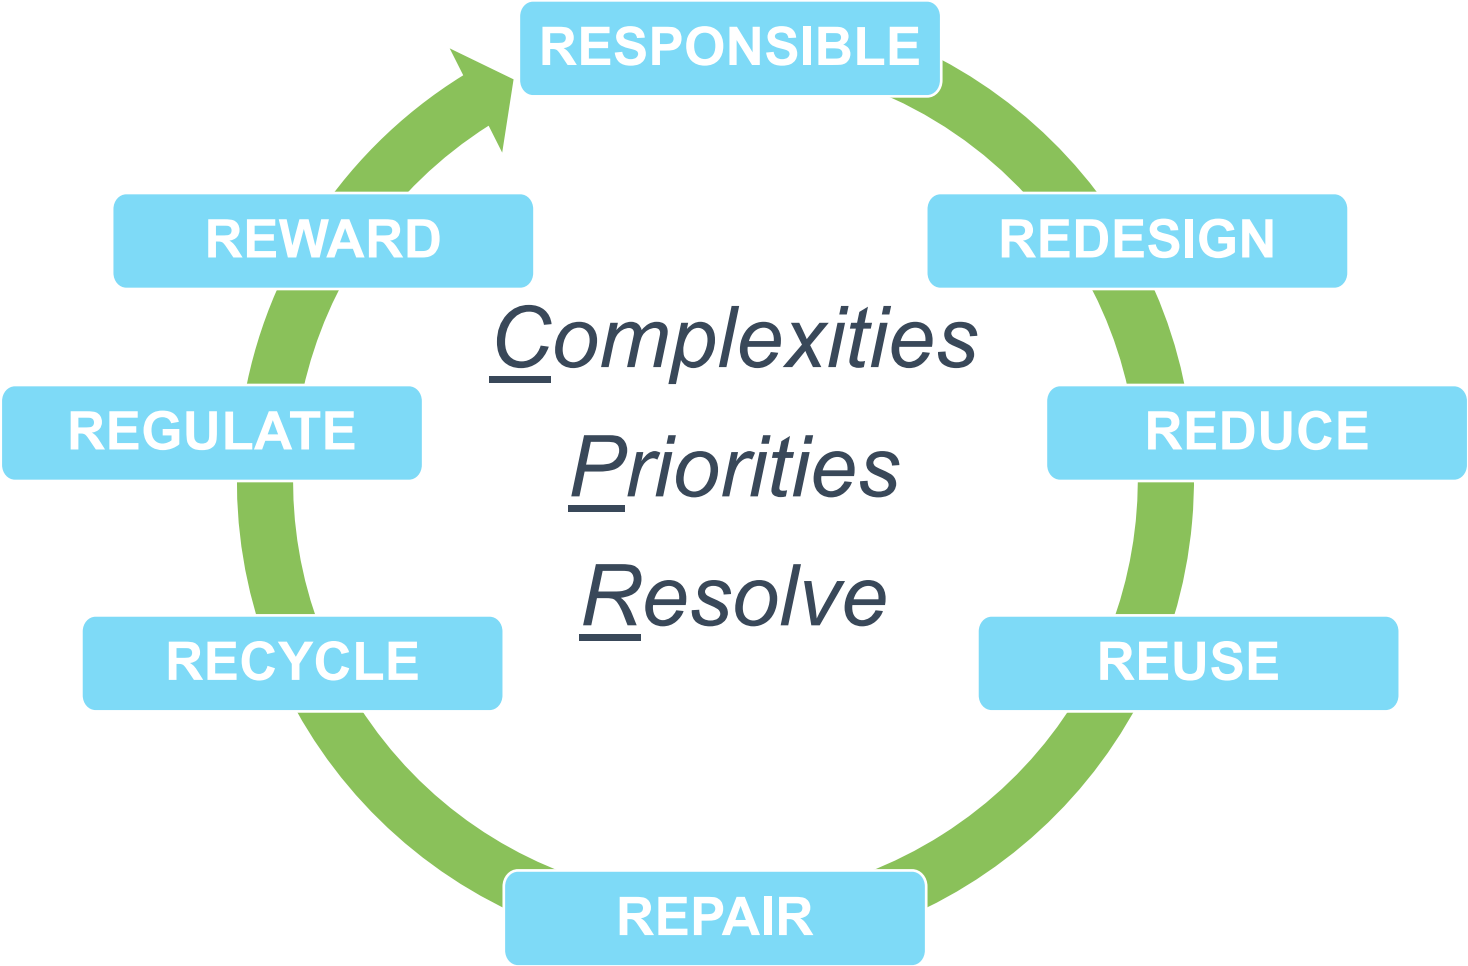 RESPONSIBLE
REDESIGN
REDUCE
REUSE
REPAIR
RECYCLE
REGULATE
REWARD
Complexities
Priorities
Resolve